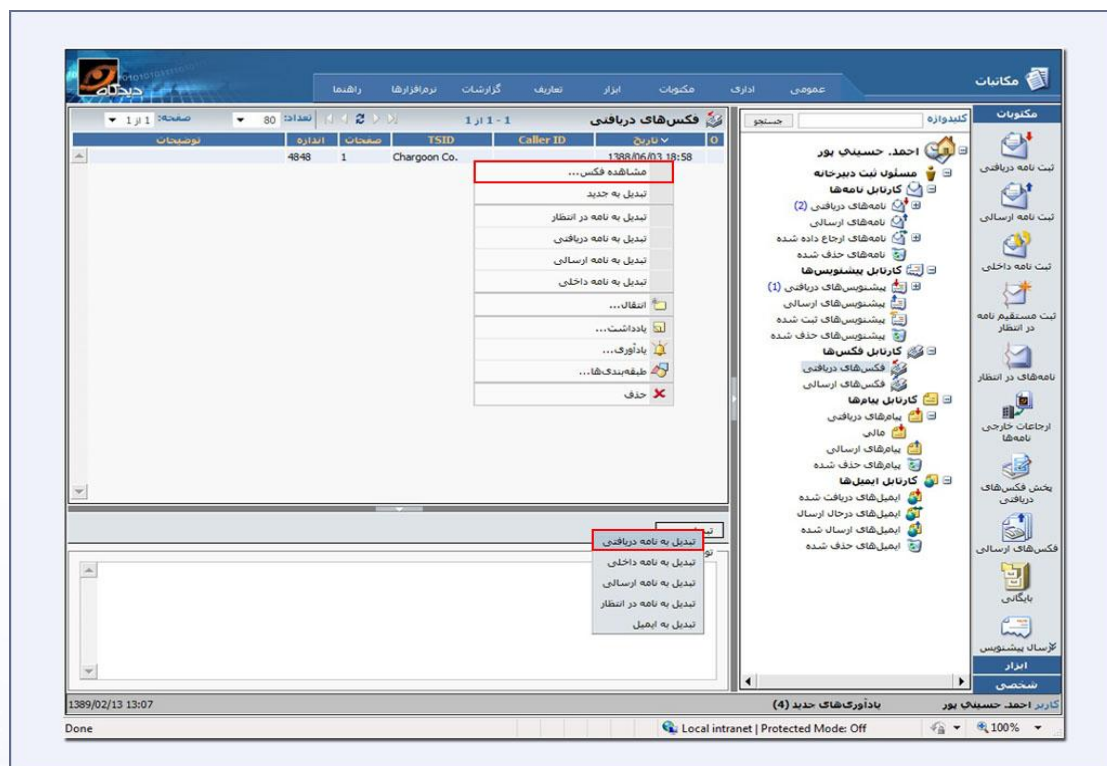 مکاتبات
عمومی
اداری
مکتوبات
ابزار
تعاریف
گزارشات
نرم‌افزارها
راهنما
دیدگاه
مکتوبات
ثبت نامه دریافتی
ثبت نامه ارسالی
ثبت نامه داخلی
ثبت مستقیم نامه
در انتظار
نامه‌های در انتظار
ارجاعات خارجی
نامه‌ها
پخش فکس‌های
دریافتی
فکس‌های ارسالی
بایگانی
ارسال پیشنویس
ابزار
شخصی
کلیدواژه
جستجو
احمد. حسینی پور
مسئول ثبت دبیرخانه
کارتابل نامه‌ها
نامه‌های دریافتی (2)
نامه‌های ارسالی
نامه‌های ارجاع داده شده
نامه‌های حذف شده
کارتابل پیشنویس‌ها
پیشنویس‌های دریافتی (1)
پیشنویس‌های ارسالی
پیشنویس‌های ثبت شده
پیشنویس‌های حذف شده
کارتابل فکس‌ها
فکس‌های دریافتی
فکس‌های ارسالی
کارتابل پیام‌ها
پیام‌های دریافتی
مالی
پیام‌های ارسالی
پیام‌های حذف شده
کارتابل ایمیل‌ها
ایمیل‌های دریافت شده
ایمیل‌های درحال ارسال
ایمیل‌های ارسال شده
ایمیل‌های حذف شده
فکس‌های دریافتی
1 - 1 از 1
تعداد: 80
صفحه: 1 از 1
تاریخ
Caller ID
TSID
صفحات
اندازه
توضیحات
1388/06/03 18:58
Chargoon Co.
1
4848
مشاهده فکس...
تبدیل به جدید
تبدیل به نامه در انتظار
تبدیل به نامه دریافتی
تبدیل به نامه ارسالی
تبدیل به نامه داخلی
انتقال...
یادداشت...
یادآوری...
طبقه‌بندی‌ها...
حذف
تبدیل به نامه دریافتی
تبدیل به نامه داخلی
تبدیل به نامه ارسالی
تبدیل به نامه در انتظار
تبدیل به ایمیل
کاربر احمد. حسینی پور
یادآوری‌های جدید (4)
1389/02/13 13:07
Done
Local intranet | Protected Mode: Off
100%